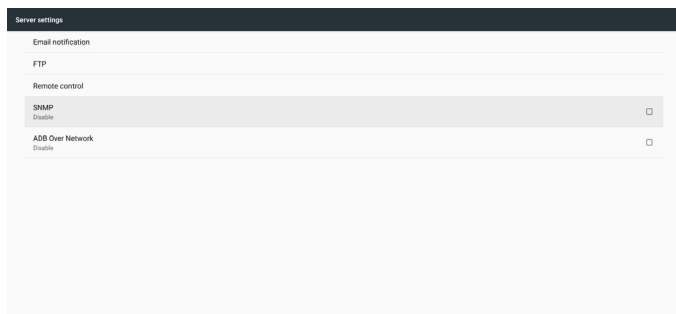 Server settings
Email notification
FTP
Remote control
SNMP
Disable
ADB Over Network
Disable